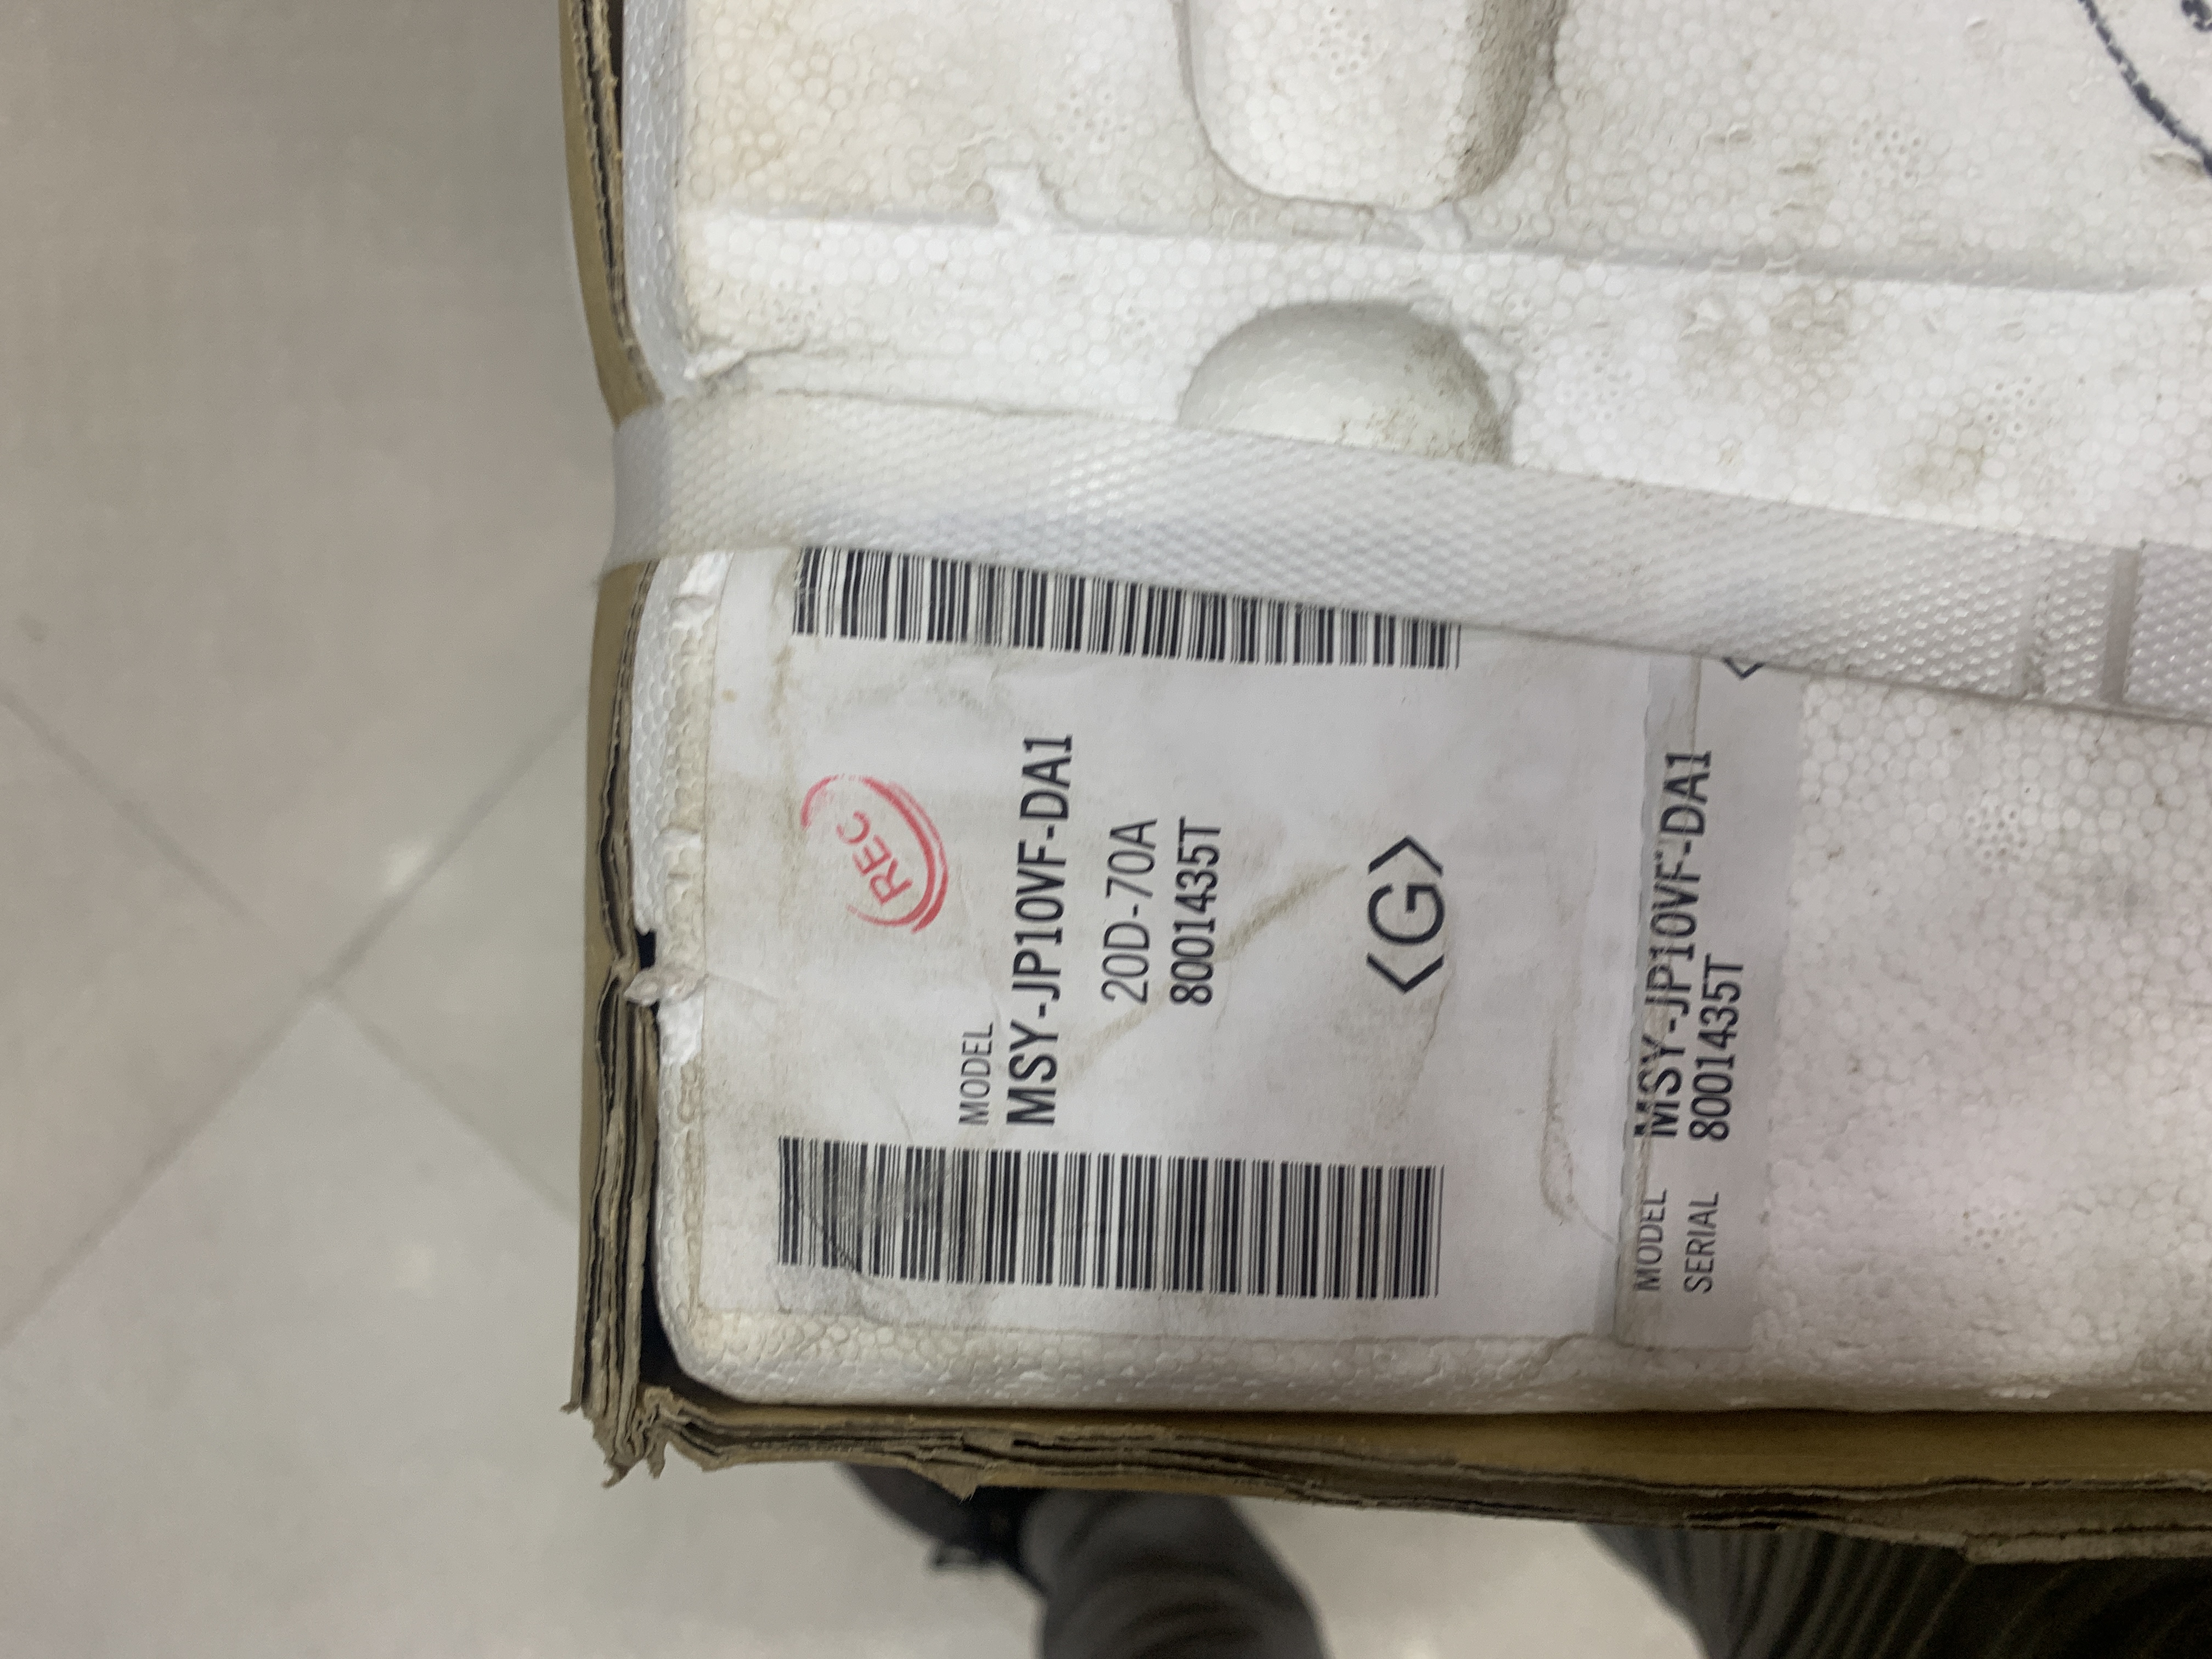 REC
MODEL
MSY-JP10VF-DA1
20D-70A
8001435T
<G>
MODEL MSY-JP10VF-DA1
SERIAL 8001435T